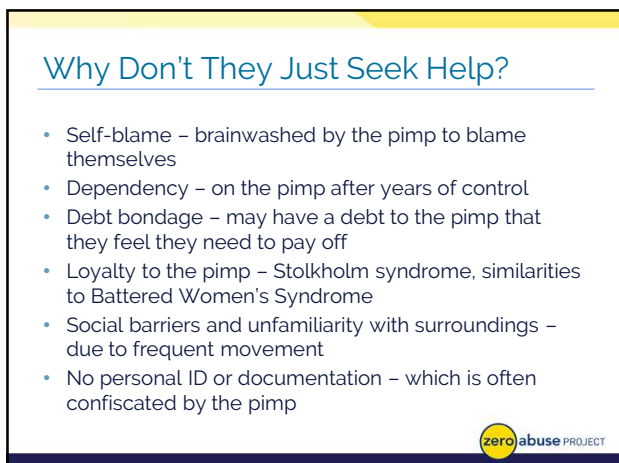 Why Don't They Just Seek Help?
• Self-blame – brainwashed by the pimp to blame
themselves
• Dependency – on the pimp after years of control
• Debt bondage – may have a debt to the pimp that
they feel they need to pay off
• Loyalty to the pimp – Stolkholm syndrome, similarities
to Battered Women's Syndrome
• Social barriers and unfamiliarity with surroundings –
due to frequent movement
• No personal ID or documentation – which is often
confiscated by the pimp
zero abuse PROJECT